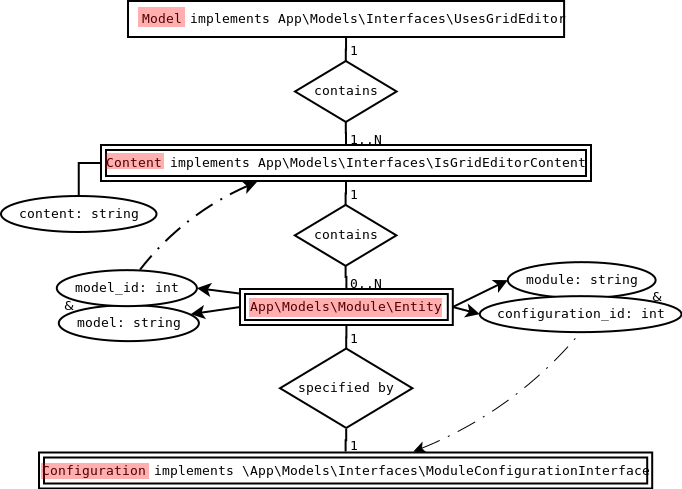 Model implements App\Models\Interfaces\UsesGridEditor
1
contains
1..N
Content implements App\Models\Interfaces\IsGridEditorContent
1
content: string
contains
0..N
model_id: int
module: string
&
&
App\Models\Module\Entity
model: string
configuration_id: int
1
specified by
1
Configuration implements \App\Models\Interfaces\ModuleConfigurationInterface